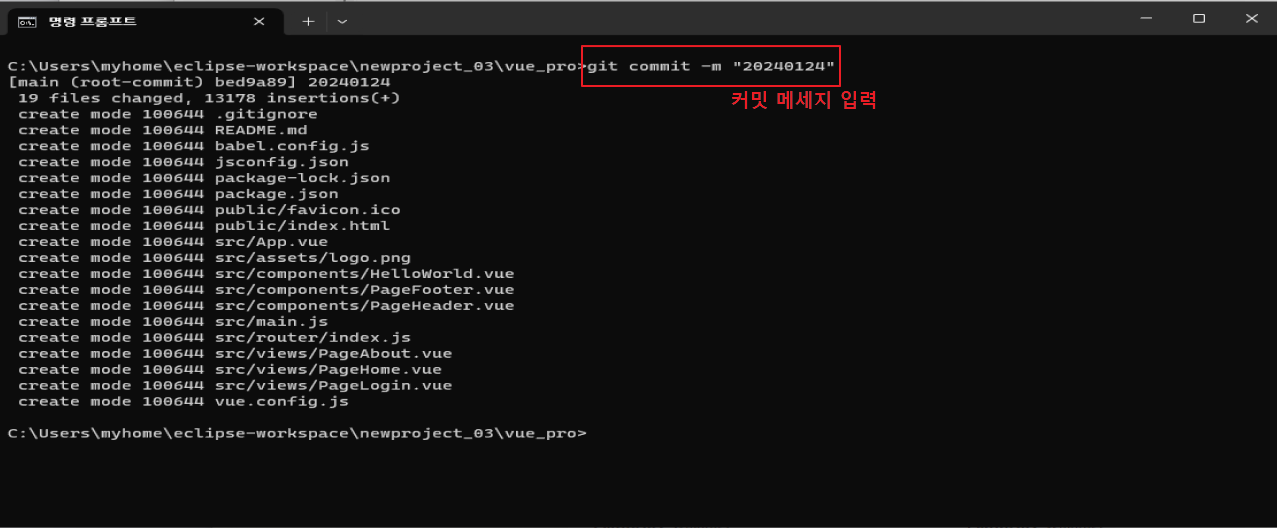 명령 프롬프트
C:\Users\myhome\eclipse-workspace\newproject_03\vue_pro>git commit -m "20240124"
[main (root-commit) bed9a89] 20240124
19 files changed, 13178 insertions(+)
커밋 메세지 입력
create mode 100644 .gitignore
create mode 100644 README.md
create mode 100644 babel.config.js
create mode 100644 jsconfig.json
create mode 100644 package-lock.json
create mode 100644 package.json
create mode 100644 public/favicon.ico
create mode 100644 public/index.html
create mode 100644 src/App.vue
create mode 100644 src/assets/logo.png
create mode 100644 src/components/HelloWorld.vue
create mode 100644 src/components/PageFooter.vue
create mode 100644 src/components/PageHeader.vue
create mode 100644 src/main.js
create mode 100644 src/router/index.js
create mode 100644 src/views/PageAbout.vue
create mode 100644 src/views/PageHome.vue
create mode 100644 src/views/PageLogin.vue
create mode 100644 vue.config.js
C:\Users\myhome\eclipse-workspace\newproject_03\vue_pro>